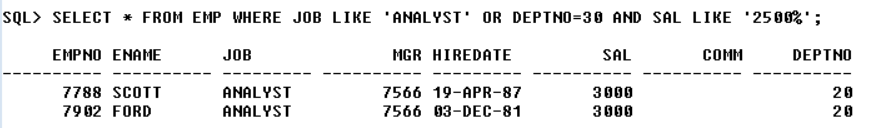 SQL> SELECT * FROM EMP WHERE JOB LIKE 'ANALYST' OR DEPTNO=30 AND SAL LIKE '2500%';
EMPNO ENAME JOB MGR HIREDATE SAL COMM DEPTNO
---------- ---------- --------- ---------- --------- ---------- ---------- ----------
7788 SCOTT ANALYST 7566 19-APR-87 3000 20
7902 FORD ANALYST 7566 03-DEC-81 3000 20